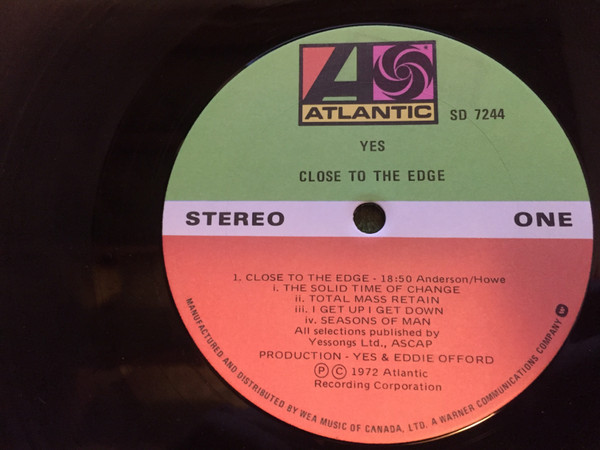 ATLANTIC
SD 7244
YES
CLOSE TO THE EDGE
STEREO ONE
1. CLOSE TO THE EDGE - 18:50 Anderson/Howe
i. THE SOLID TIME OF CHANGE
ii. TOTAL MASS RETAIN
iii. I GET UP I GET DOWN
iv. SEASONS OF MAN
All selections published by
Yessongs Ltd., ASCAP
PRODUCTION - YES & EDDIE OFFORD
Ⓟ Ⓒ 1972 Atlantic
Recording Corporation
MANUFACTURED AND DISTRIBUTED BY WEA MUSIC OF CANADA, LTD. A WARNER COMMUNICATIONS COMPANY